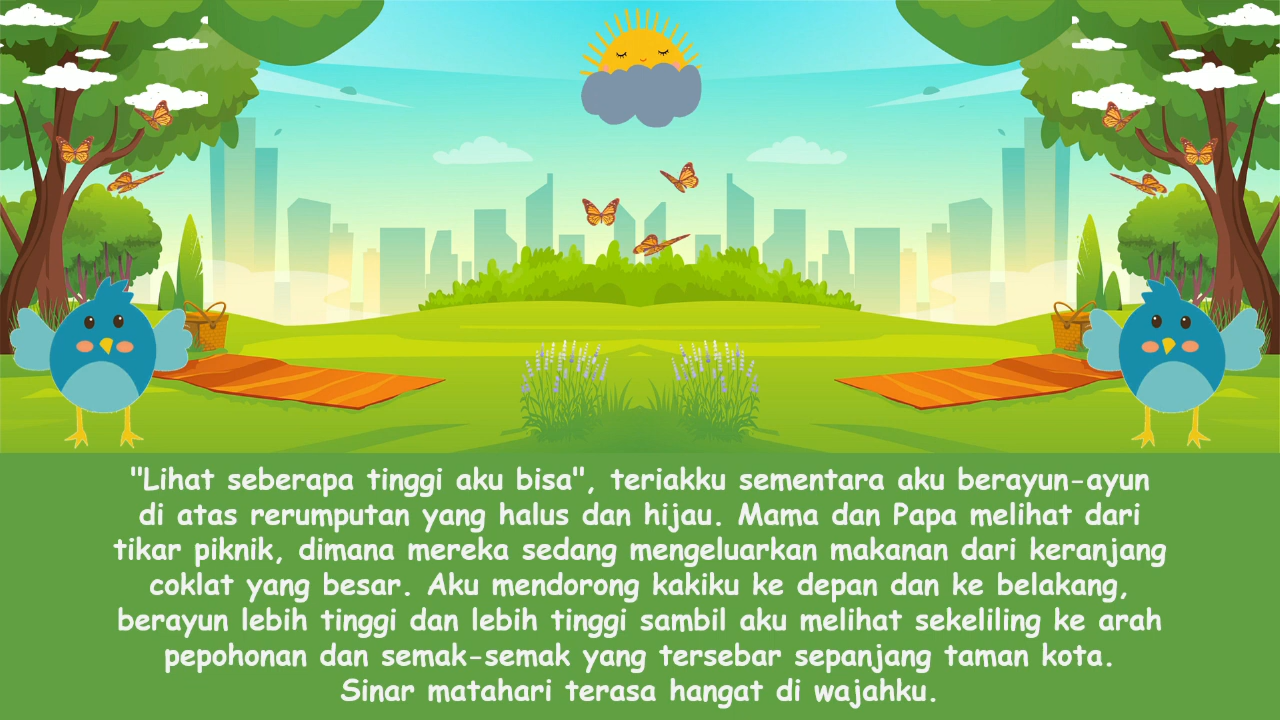 "Lihat seberapa tinggi aku bisa", teriakku sementara aku berayun-ayun
di atas rerumputan yang halus dan hijau. Mama dan Papa melihat dari
tikar piknik, dimana mereka sedang mengeluarkan makanan dari keranjang
coklat yang besar. Aku mendorong kakiku ke depan dan ke belakang,
berayun lebih tinggi dan lebih tinggi sambil aku melihat sekeliling ke arah
pepohonan dan semak-semak yang tersebar sepanjang taman kota.
Sinar matahari terasa hangat di wajahku.